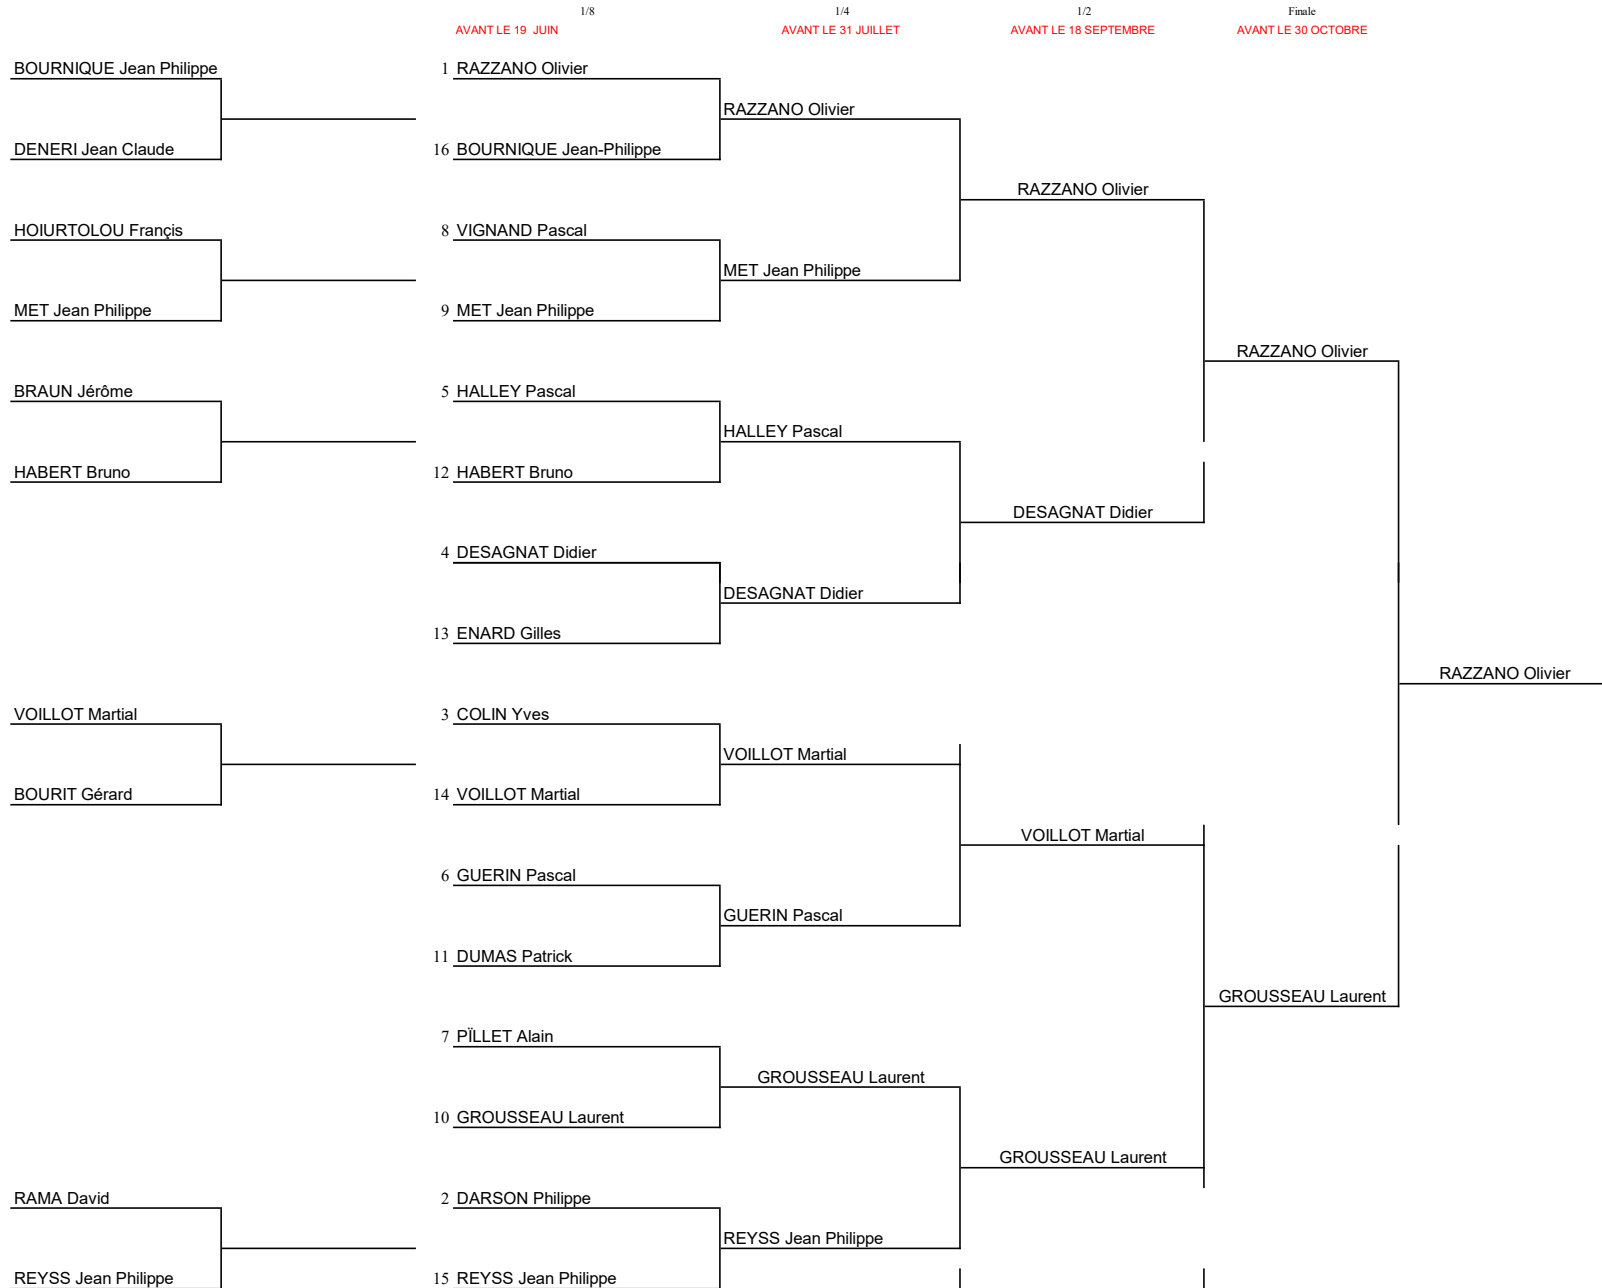 1/8 1/4 1/2 Finale
AVANT LE 19 JUIN AVANT LE 31 JUILLET AVANT LE 18 SEPTEMBRE AVANT LE 30 OCTOBRE
BOURNIQUE Jean Philippe 1 RAZZANO Olivier
RAZZANO Olivier
DENERI Jean Claude 16 BOURNIQUE Jean-Philippe
RAZZANO Olivier
HOIURTOLOU Françis 8 VIGNAND Pascal
MET Jean Philippe
MET Jean Philippe 9 MET Jean Philippe
RAZZANO Olivier
BRAUN Jérôme 5 HALLEY Pascal
HALLEY Pascal
HABERT Bruno 12 HABERT Bruno
DESAGNAT Didier
4 DESAGNAT Didier
DESAGNAT Didier
13 ENARD Gilles
RAZZANO Olivier
VOILLOT Martial 3 COLIN Yves
VOILLOT Martial
BOURIT Gérard 14 VOILLOT Martial
VOILLOT Martial
6 GUERIN Pascal
GUERIN Pascal
11 DUMAS Patrick
GROUSSEAU Laurent
7 PÏLLET Alain
GROUSSEAU Laurent
10 GROUSSEAU Laurent
GROUSSEAU Laurent
RAMA David 2 DARSON Philippe
REYSS Jean Philippe
REYSS Jean Philippe 15 REYSS Jean Philippe